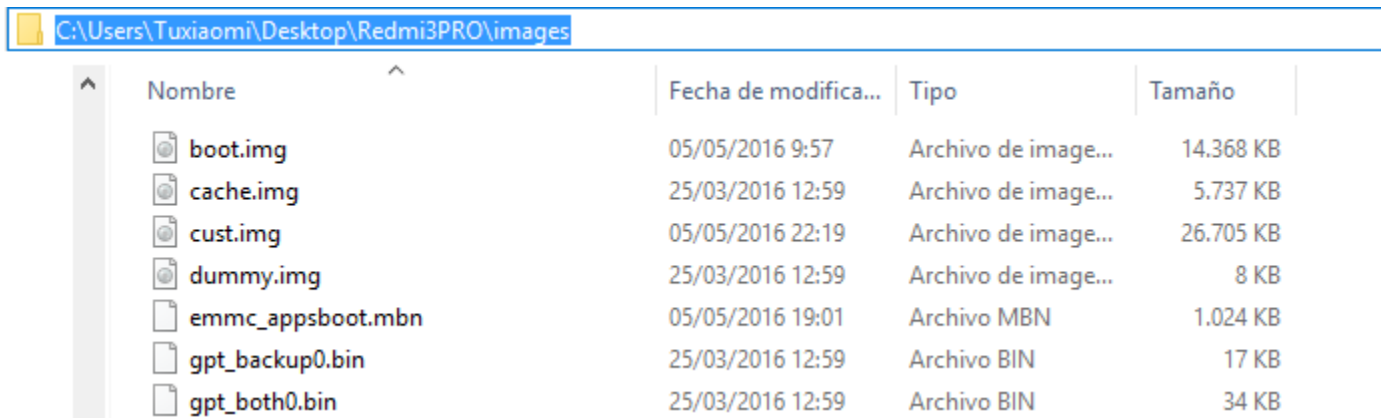 C:\Users\Tuxiaomi\Desktop\Redmi3PRO\images
Nombre Fecha de modifica... Tipo Tamaño
boot.img 05/05/2016 9:57 Archivo de image... 14.368 KB
cache.img 25/03/2016 12:59 Archivo de image... 5.737 KB
cust.img 05/05/2016 22:19 Archivo de image... 26.705 KB
dummy.img 25/03/2016 12:59 Archivo de image... 8 KB
emmc_appsboot.mbn 05/05/2016 19:01 Archivo MBN 1.024 KB
gpt_backup0.bin 25/03/2016 12:59 Archivo BIN 17 KB
gpt_both0.bin 25/03/2016 12:59 Archivo BIN 34 KB